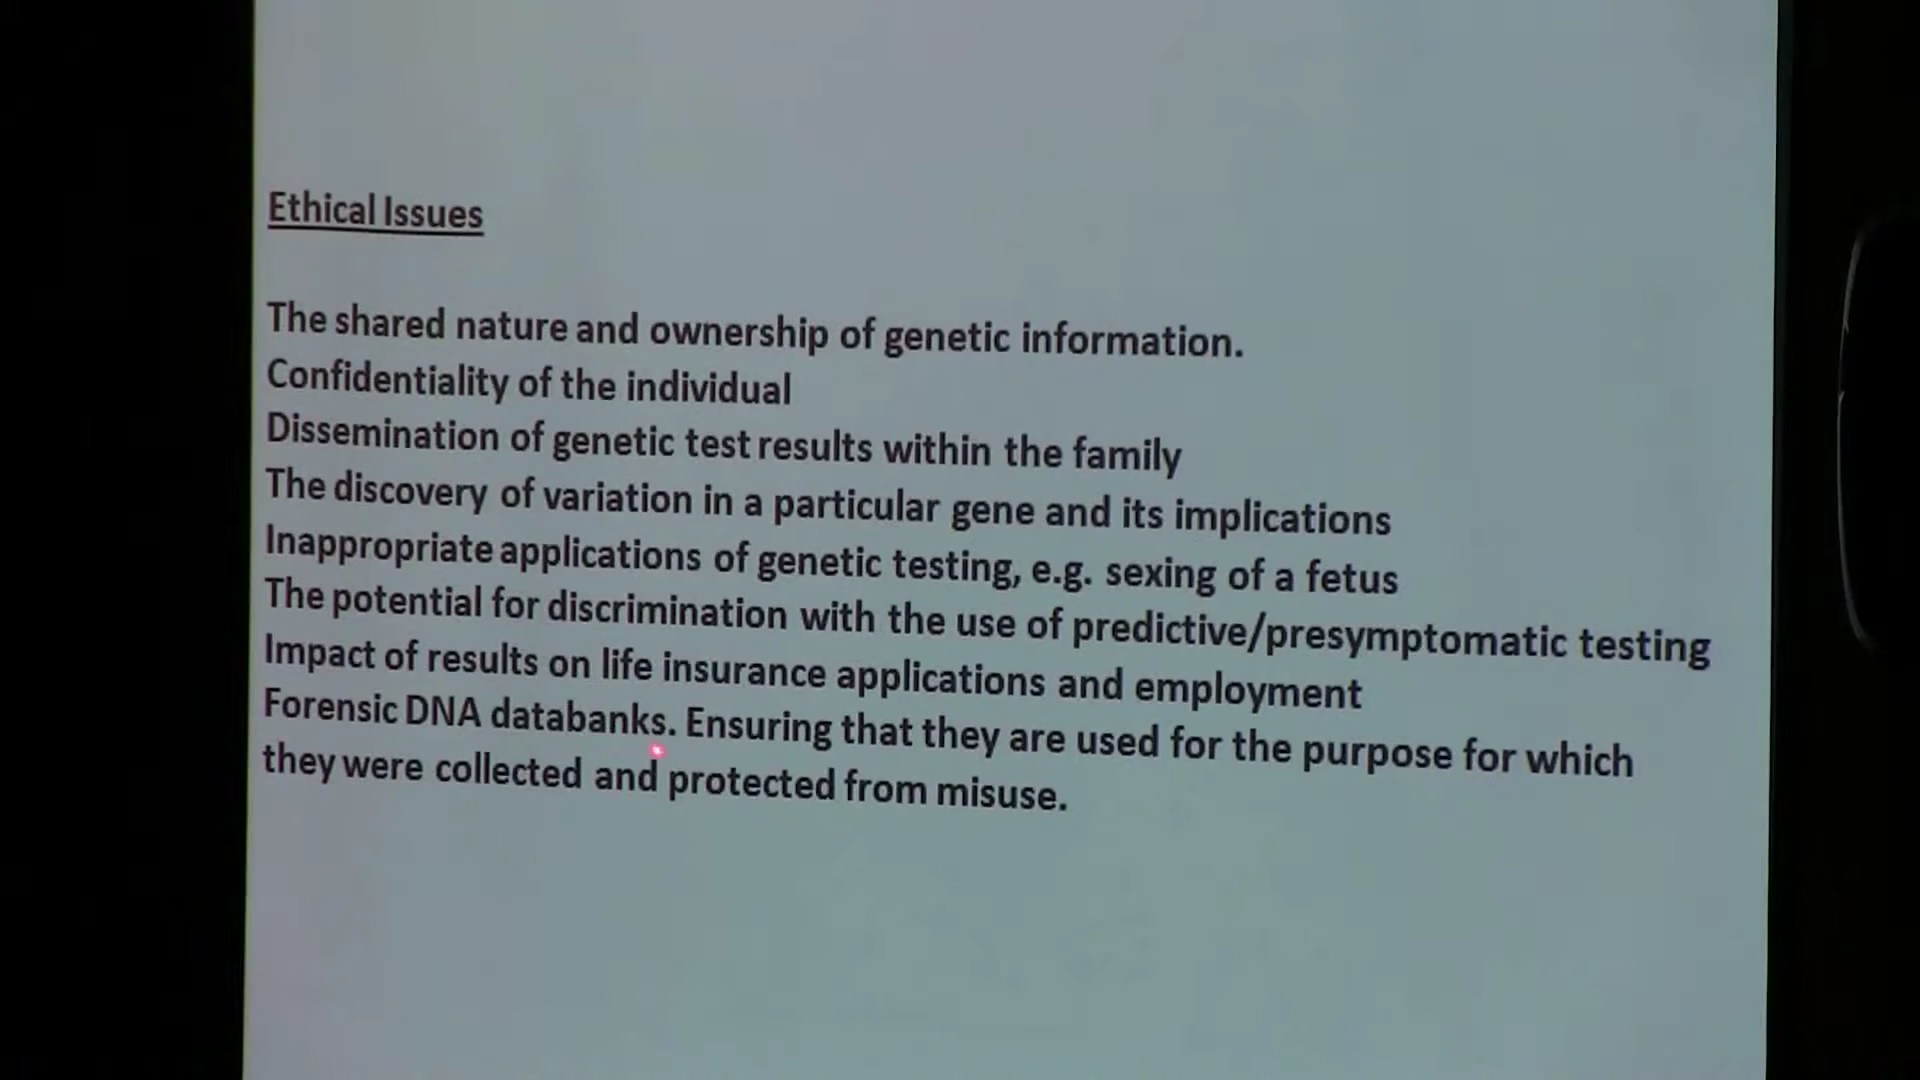 Ethical Issues
The shared nature and ownership of genetic information.
Confidentiality of the individual
Dissemination of genetic test results within the family
The discovery of variation in a particular gene and its implications
Inappropriate applications of genetic testing, e.g. sexing of a fetus
The potential for discrimination with the use of predictive/presymptomatic testing
Impact of results on life insurance applications and employment
Forensic DNA databanks. Ensuring that they are used for the purpose for which
they were collected and protected from misuse.